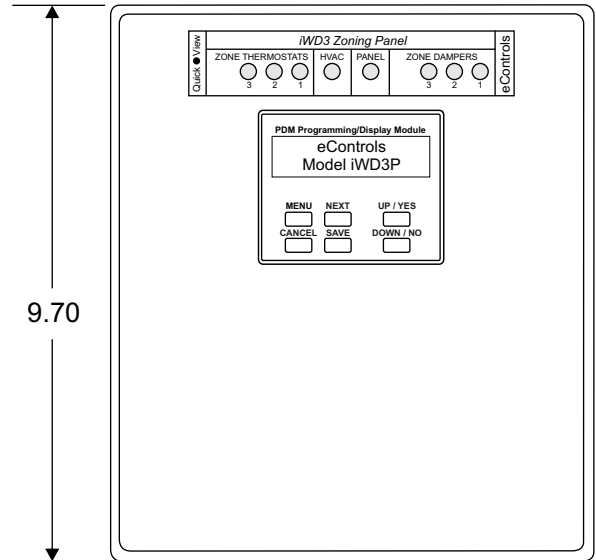 iWD3 Zoning Panel
Quick●View
ZONE THERMOSTATS HVAC PANEL ZONE DAMPERS
3 2 1 3 2 1
eControls
PDM Programming/Display Module
eControls
Model iWD3P
MENU NEXT UP / YES
CANCEL SAVE DOWN / NO
9.70